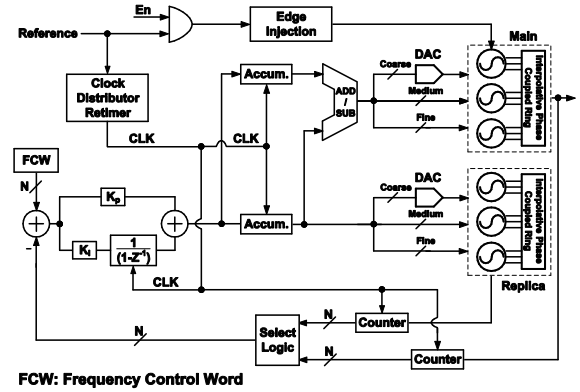 En
Reference
Edge
Injection
Main
Clock
Distributor
Retimer
Accum.
ADD
/
SUB
Coarse
DAC
Medium
Fine
Interpolative Phase
Coupled Ring
CLK
CLK
FCW
N
Kp
KI
1
(1-Z-1)
+
+
-
Accum.
Coarse
DAC
Medium
Fine
Interpolative Phase
Coupled Ring
Replica
CLK
N
Select
Logic
N
Counter
N
Counter
FCW: Frequency Control Word